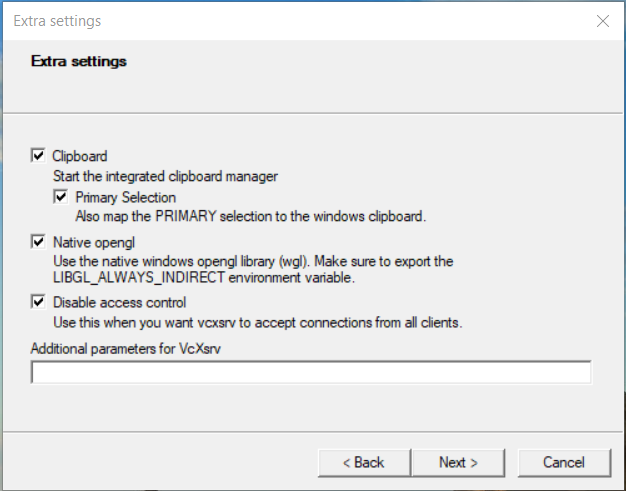 Extra settings
Extra settings
Clipboard
Start the integrated clipboard manager
Primary Selection
Also map the PRIMARY selection to the windows clipboard.
Native opengl
Use the native windows opengl library (wgl). Make sure to export the
LIBGL_ALWAYS_INDIRECT environment variable.
Disable access control
Use this when you want vcxsrv to accept connections from all clients.
Additional parameters for VcXsrv
< Back Next > Cancel